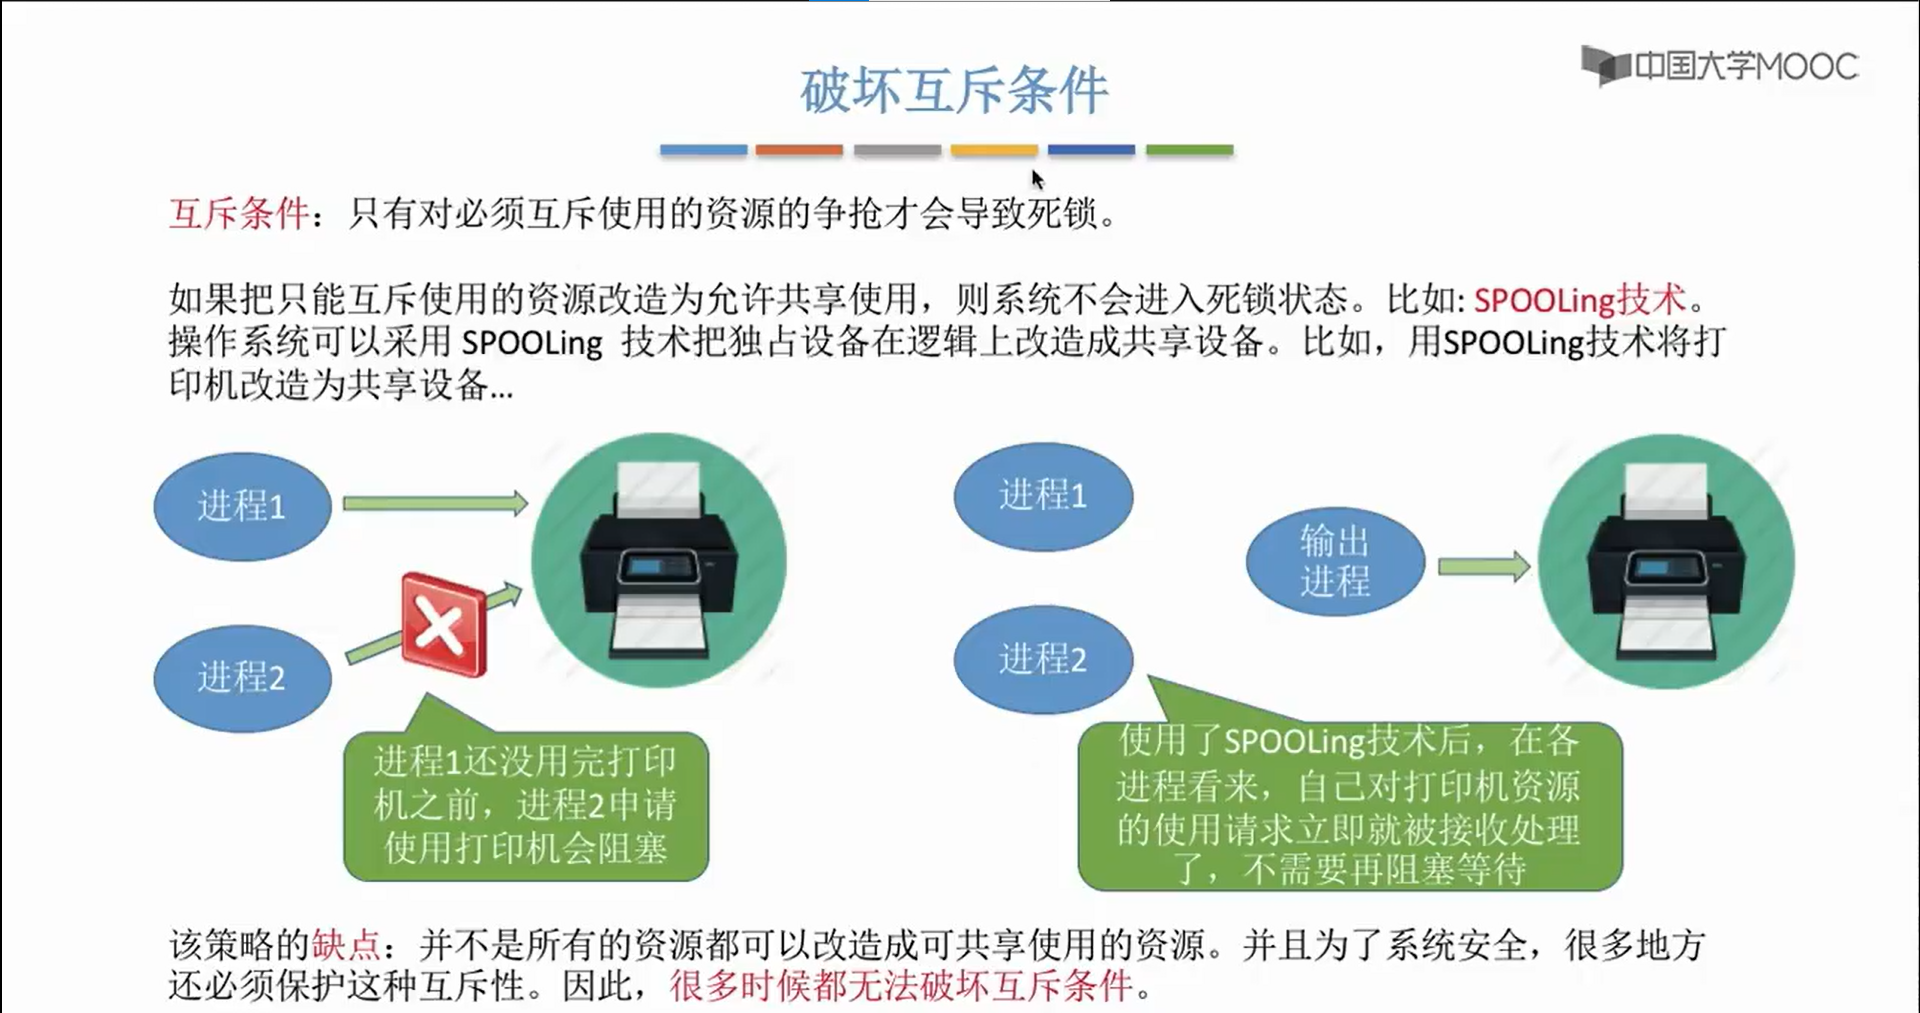 中国大学MOOC
破坏互斥条件
互斥条件：只有对必须互斥使用的资源的争抢才会导致死锁。
如果把只能互斥使用的资源改造为允许共享使用，则系统不会进入死锁状态。比如: SPOOLing技术。
操作系统可以采用 SPOOLing 技术把独占设备在逻辑上改造成共享设备。比如，用SPOOLing技术将打
印机改造为共享设备...
进程1
进程2
进程1还没用完打印
机之前，进程2申请
使用打印机会阻塞
进程1
进程2
输出
进程
使用了SPOOLing技术后，在各
进程看来，自己对打印机资源
的使用请求立即就被接收处理
了，不需要再阻塞等待
该策略的缺点：并不是所有的资源都可以改造成可共享使用的资源。并且为了系统安全，很多地方
还必须保护这种互斥性。因此，很多时候都无法破坏互斥条件。